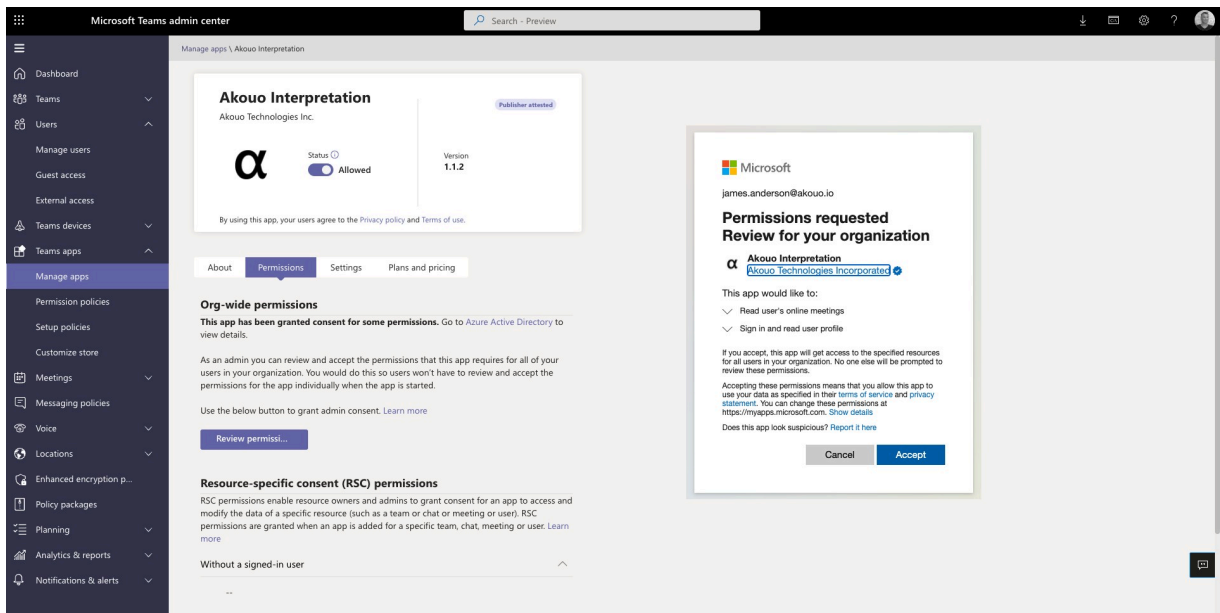 Microsoft Teams admin center
Search - Preview
Dashboard
Teams
Users
Manage users
Guest access
External access
Teams devices
Teams apps
Manage apps
Permission policies
Setup policies
Customize store
Meetings
Messaging policies
Voice
Locations
Enhanced encryption p...
Policy packages
Planning
Analytics & reports
Notifications & alerts
Manage apps \ Akouo Interpretation
Akouo Interpretation
Akouo Technologies Inc.
Publisher attested
α
Status
Allowed
Version
1.1.2
By using this app, your users agree to the Privacy policy and Terms of use.
About
Permissions
Settings
Plans and pricing
Org-wide permissions
This app has been granted consent for some permissions. Go to Azure Active Directory to
view details.
As an admin you can review and accept the permissions that this app requires for all of your
users in your organization. You would do this so users won't have to review and accept the
permissions for the app individually when the app is started.
Use the below button to grant admin consent. Learn more
Review permissi...
Resource-specific consent (RSC) permissions
RSC permissions enable resource owners and admins to grant consent for an app to access and
modify the data of a specific resource (such as a team or chat or meeting or user). RSC
permissions are granted when an app is added for a specific team, chat, meeting or user. Learn
more
Without a signed-in user
--
Microsoft
james.anderson@akouo.io
Permissions requested
Review for your organization
α
Akouo Interpretation
Akouo Technologies Incorporated
This app would like to:
Read user's online meetings
Sign in and read user profile
If you accept, this app will get access to the specified resources
for all users in your organization. No one else will be prompted to
review these permissions.
Accepting these permissions means that you allow this app to
use your data as specified in their terms of service and privacy
statement. You can change these permissions at
https://myapps.microsoft.com. Show details
Does this app look suspicious? Report it here
Cancel
Accept